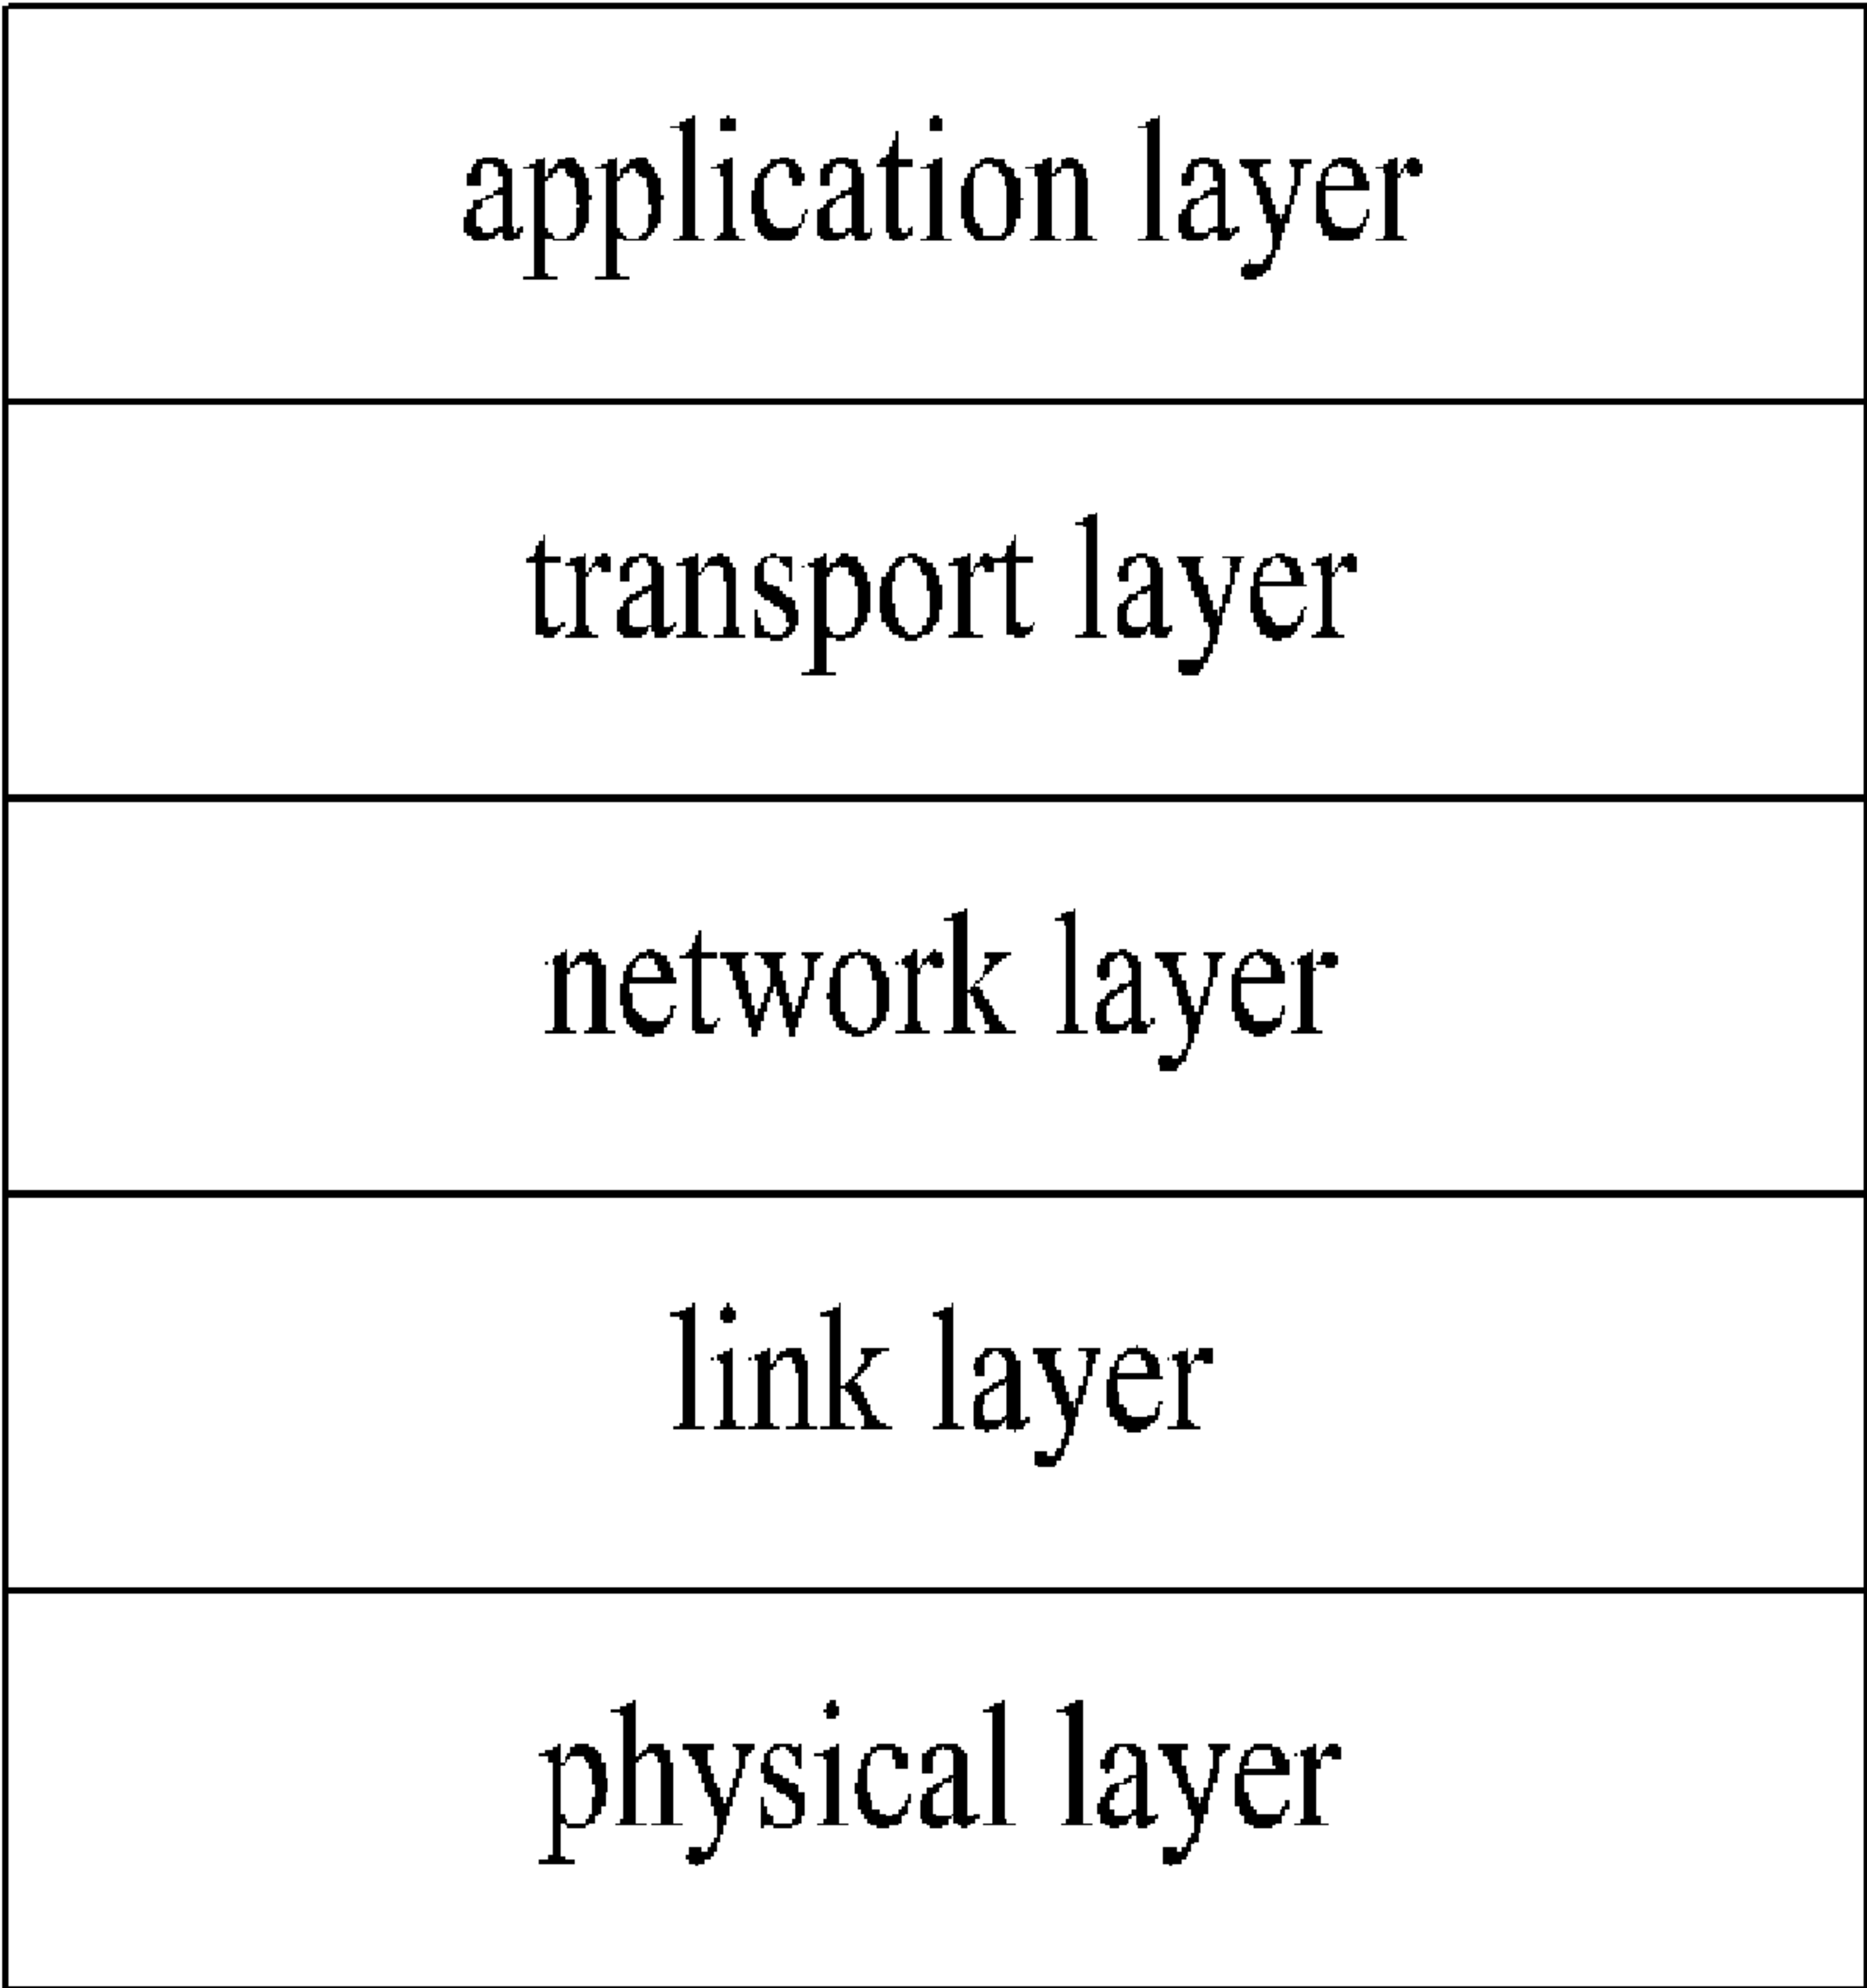 application layer
transport layer
network layer
link layer
physical layer